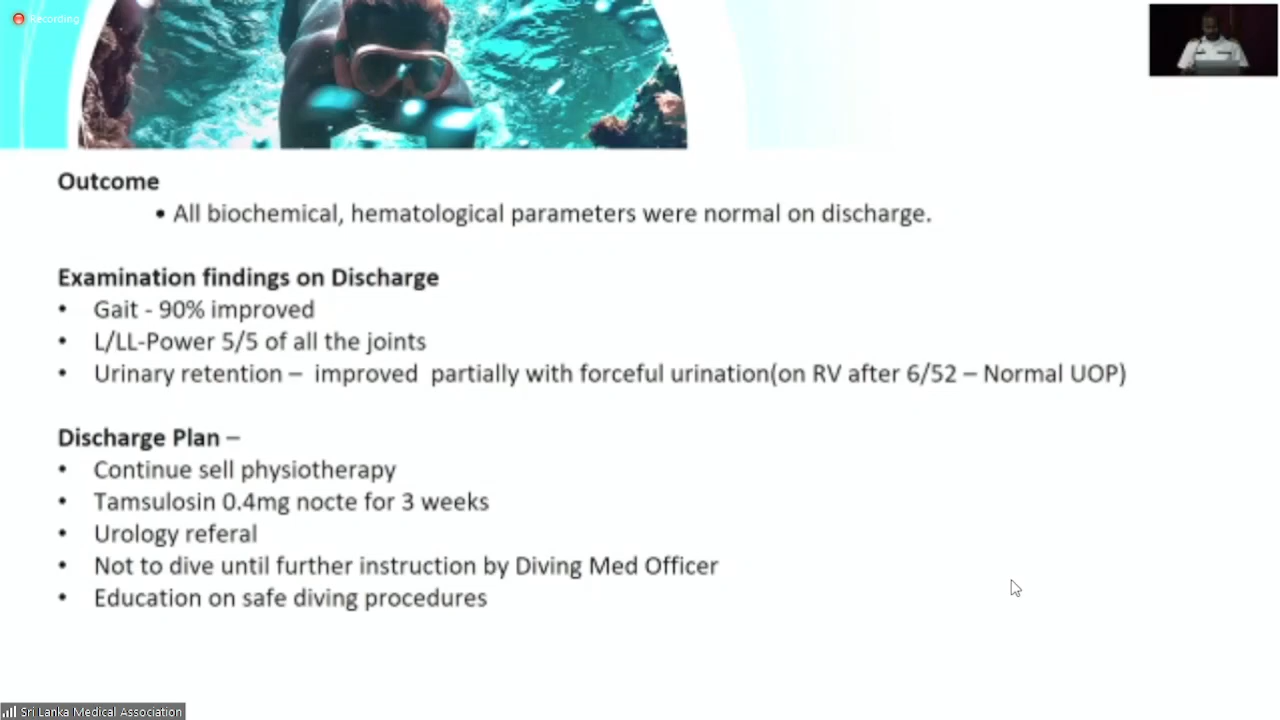 Recording
Outcome
• All biochemical, hematological parameters were normal on discharge.
Examination findings on Discharge
• Gait - 90% improved
• L/LL-Power 5/5 of all the joints
• Urinary retention – improved partially with forceful urination(on RV after 6/52 – Normal UOP)
Discharge Plan –
• Continue sell physiotherapy
• Tamsulosin 0.4mg nocte for 3 weeks
• Urology referal
• Not to dive until further instruction by Diving Med Officer
• Education on safe diving procedures
Sri Lanka Medical Association